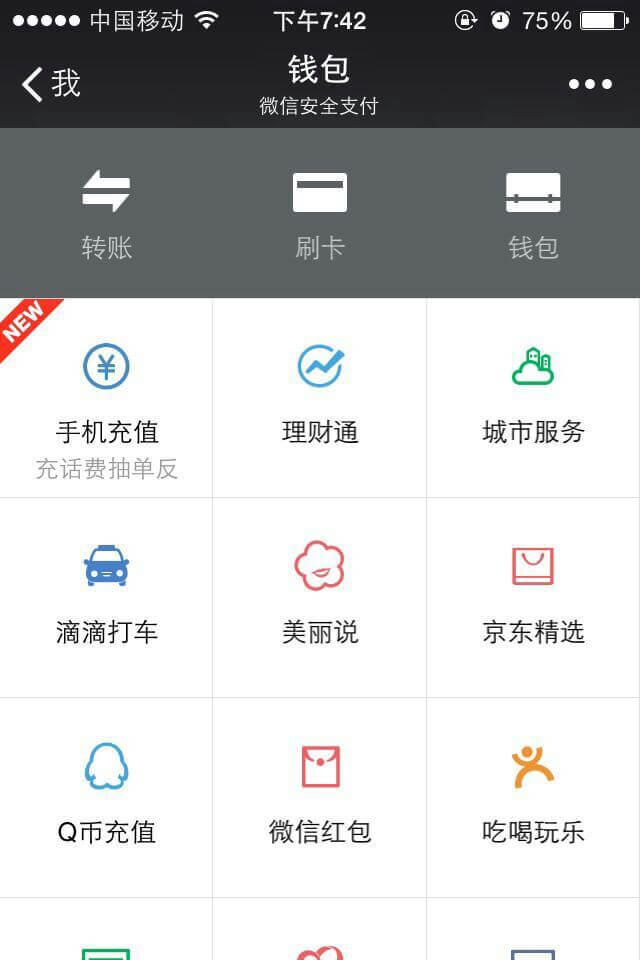 中国移动 下午7:42 75%
我 钱包
微信安全支付
转账 刷卡 钱包
NEW
手机充值 理财通 城市服务
充话费抽单反
滴滴打车 美丽说 京东精选
Q币充值 微信红包 吃喝玩乐